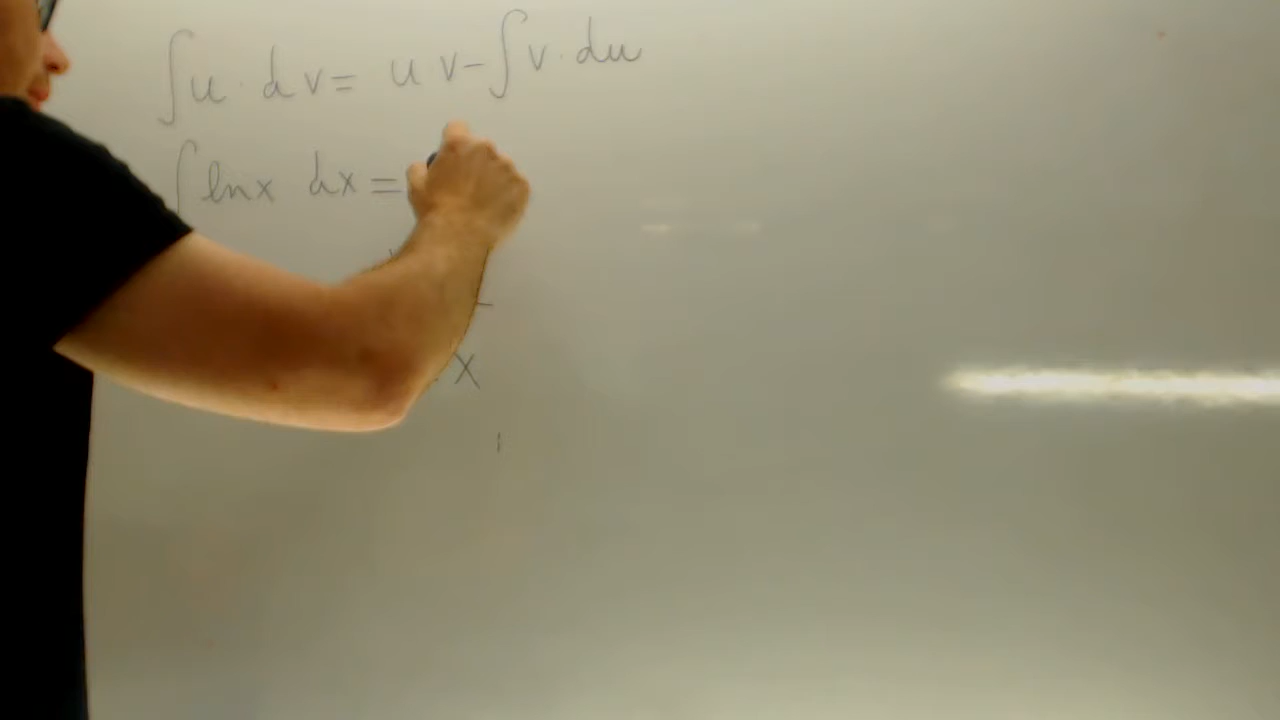 ∫u · dv = u v - ∫v · du
∫ln x dx =
x